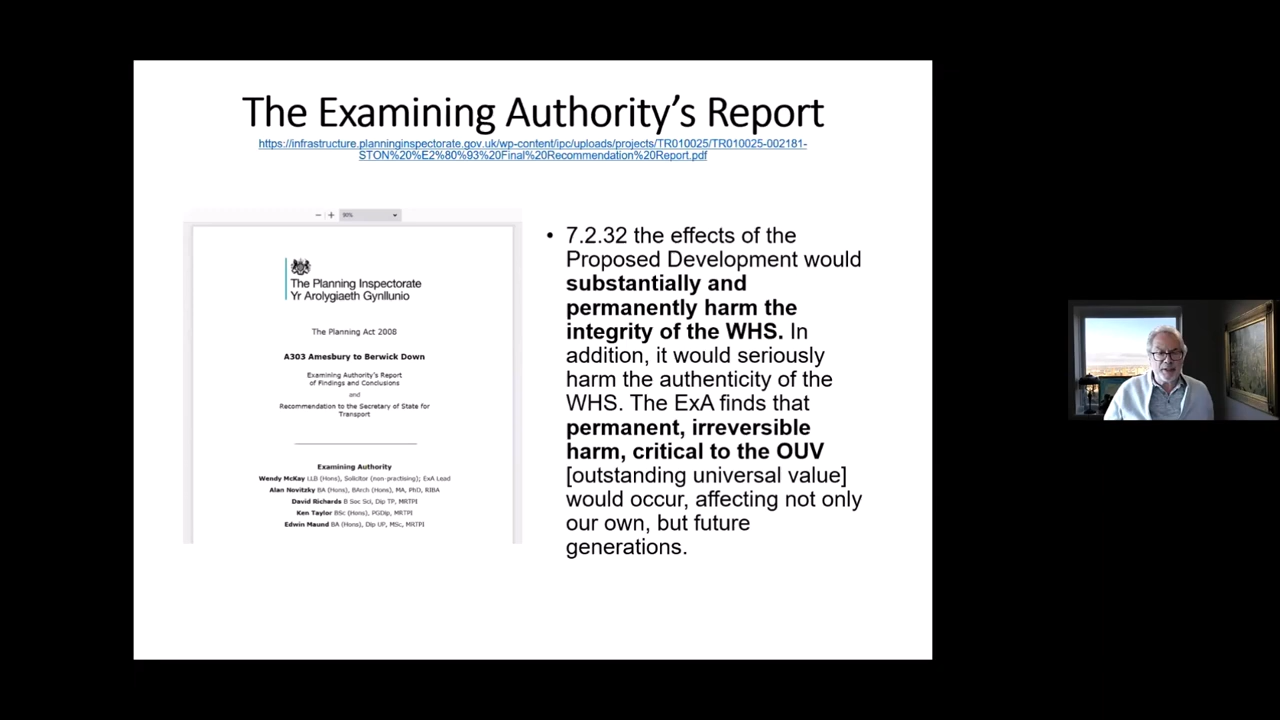 The Examining Authority's Report
https://infrastructure.planninginspectorate.gov.uk/wp-content/ipc/uploads/projects/TR010025/TR010025-002181-
STON%20%E2%80%93%20Final%20Recommendation%20Report.pdf
− + 90%
The Planning Inspectorate
Yr Arolygiaeth Gynllunio
The Planning Act 2008
A303 Amesbury to Berwick Down
Examining Authority's Report
of Findings and Conclusions
and
Recommendation to the Secretary of State for
Transport
Examining Authority
Wendy McKay LLB (Hons), Solicitor (non-practising); ExA Lead
Alan Novitzky BA (Hons), BArch (Hons), MA, PhD, RIBA
David Richards B Soc Sci, Dip TP, MRTPI
Ken Taylor BSc (Hons), PGDip, MRTPI
Edwin Maund BA (Hons), Dip UP, MSc, MRTPI
• 7.2.32 the effects of the
Proposed Development would
substantially and
permanently harm the
integrity of the WHS. In
addition, it would seriously
harm the authenticity of the
WHS. The ExA finds that
permanent, irreversible
harm, critical to the OUV
[outstanding universal value]
would occur, affecting not only
our own, but future
generations.